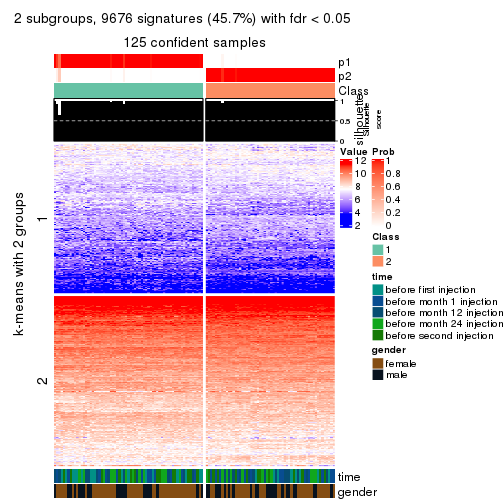 2 subgroups, 9676 signatures (45.7%) with fdr < 0.05
125 confident samples
p1
p2
Class
1
0.5
0
silhouette
Silhouette
score
k-means with 2 groups
1
2
Value
12
10
8
6
4
2
Prob
1
0.8
0.6
0.4
0.2
0
Class
1
2
time
before first injection
before month 1 injection
before month 12 injection
before month 24 injection
before second injection
gender
female
male
time
gender